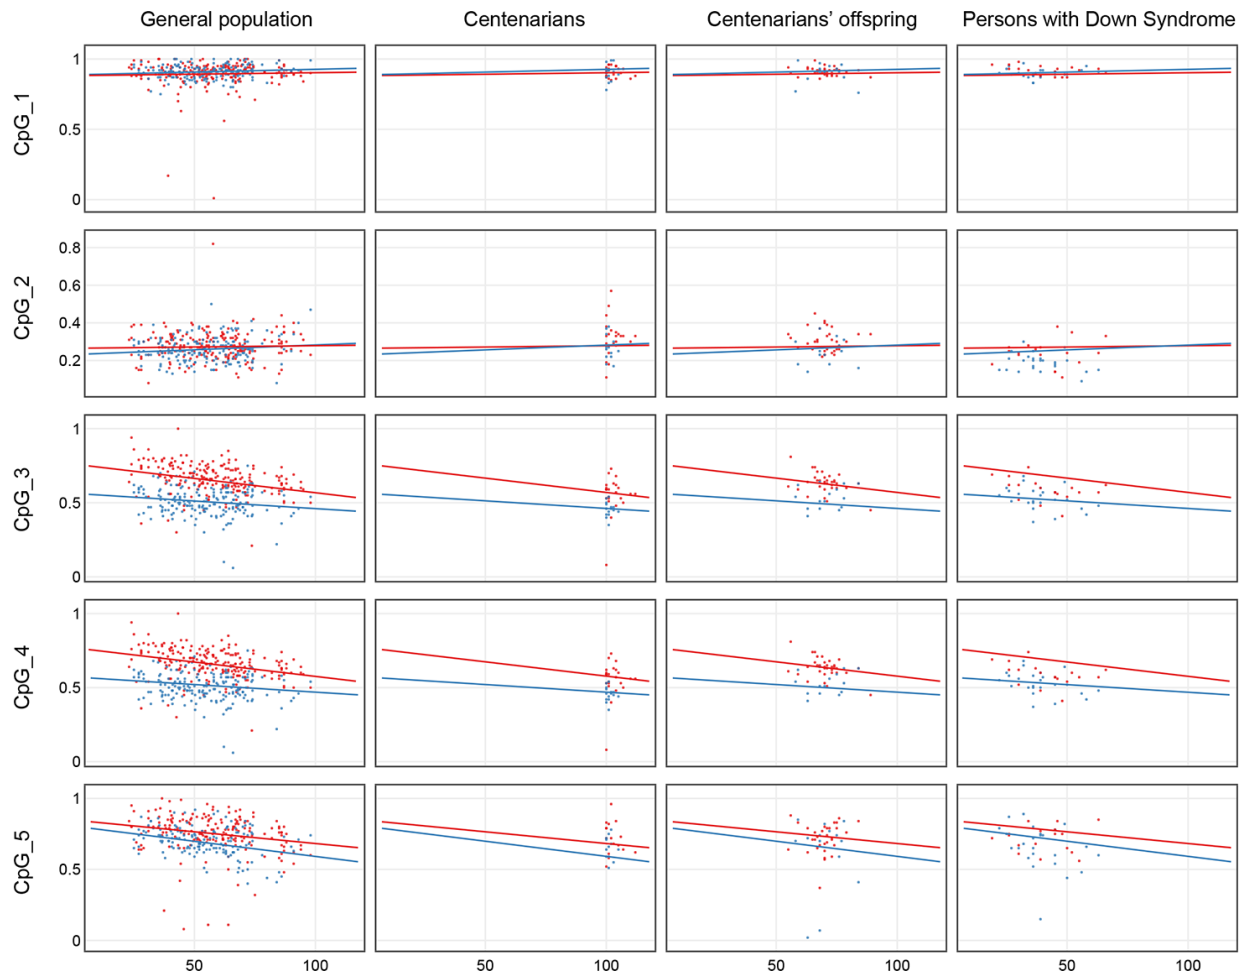 General population Centenarians Centenarians’ offspring Persons with Down Syndrome
CpG_1
1
0.5
0
CpG_2
0.8
0.6
0.4
0.2
CpG_3
1
0.5
0
CpG_4
1
0.5
0
CpG_5
1
0.5
0
50 100 50 100 50 100 50 100